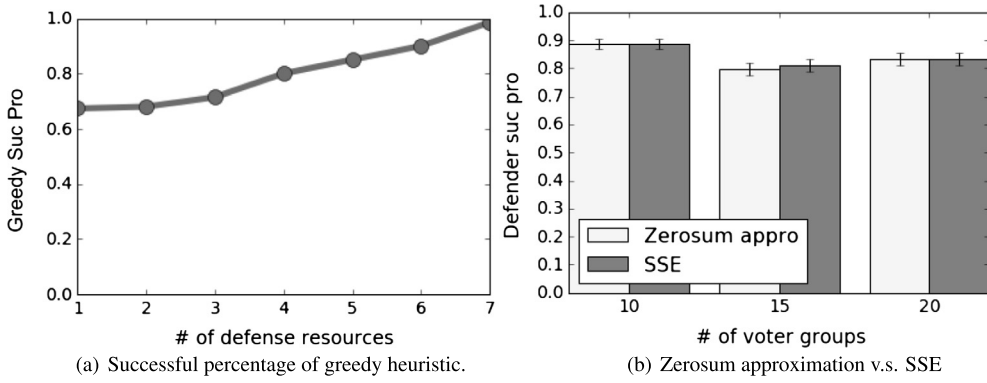 1.0
0.8
0.6
0.4
0.2
0.0
Greedy Suc Pro
1 2 3 4 5 6 7
# of defense resources
(a) Successful percentage of greedy heuristic.
1.0
0.9
0.8
0.7
0.6
0.5
0.4
0.3
0.2
0.1
0.0
Defender suc pro
Zerosum appro
SSE
10 15 20
# of voter groups
(b) Zerosum approximation v.s. SSE